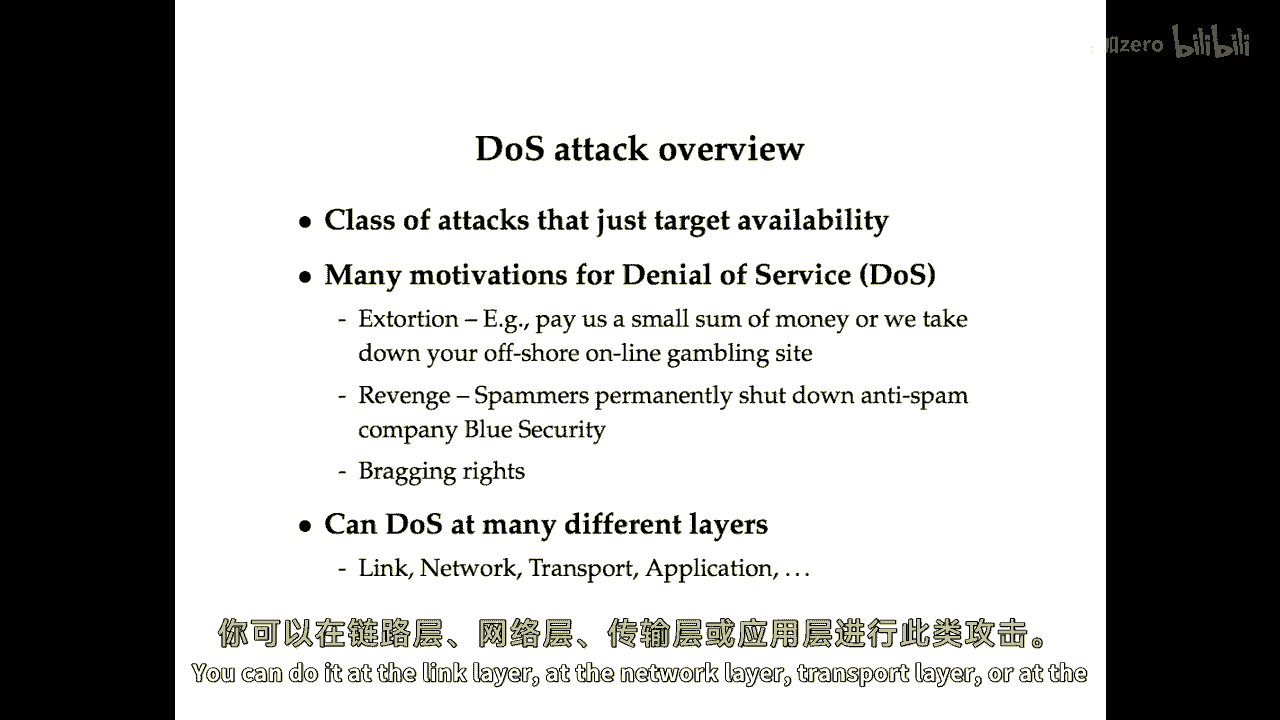 zero bilibili
DoS attack overview
• Class of attacks that just target availability
• Many motivations for Denial of Service (DoS)
- Extortion – E.g., pay us a small sum of money or we take
down your off-shore on-line gambling site
- Revenge – Spammers permanently shut down anti-spam
company Blue Security
- Bragging rights
• Can DoS at many different layers
- Link, Network, Transport, Application, . . .
你可以在链路层、网络层、传输层或应用层进行此类攻击。
You can do it at the link layer, at the network layer, transport layer, or at the